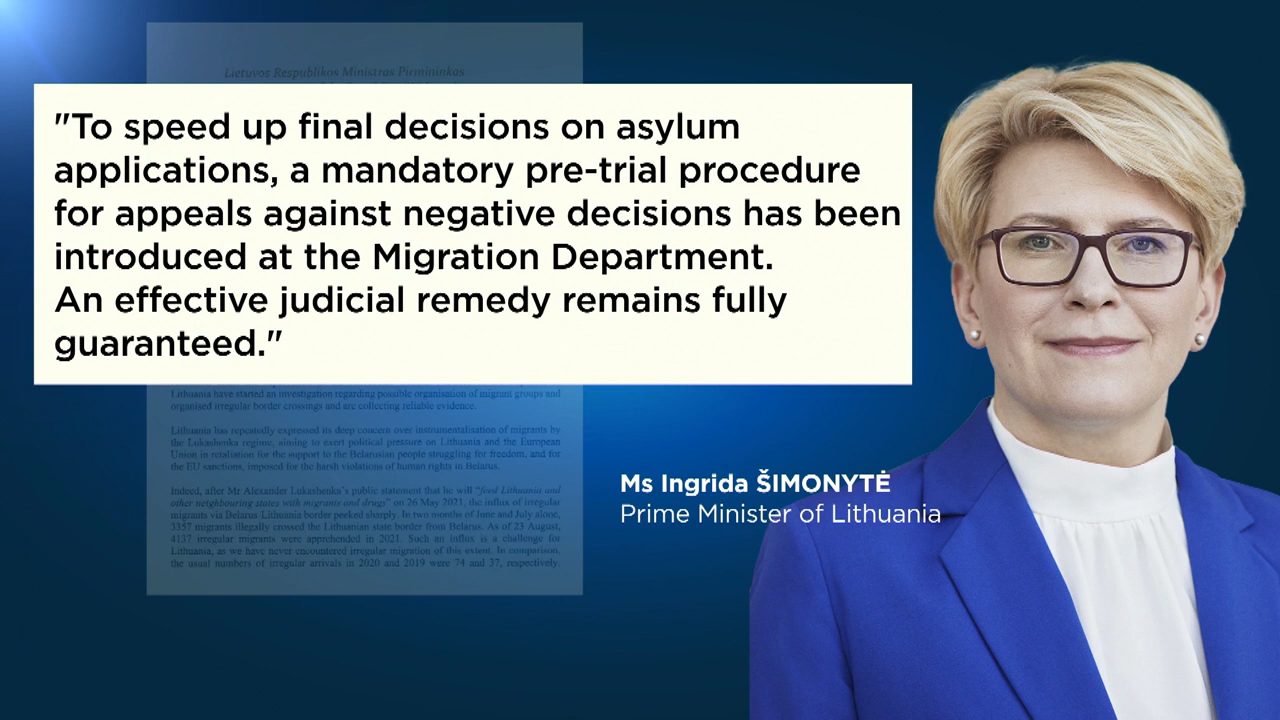 Lietuvos Respublikos Ministras Pirmininkas
"To speed up final decisions on asylum
applications, a mandatory pre-trial procedure
for appeals against negative decisions has been
introduced at the Migration Department.
An effective judicial remedy remains fully
guaranteed."
Lithuania have started an investigation regarding possible organisation of migrant groups and
organised irregular border crossings and are collecting reliable evidence.
Lithuania has repeatedly expressed its deep concern over instrumentalisation of migrants by
the Lukashenka regime, aiming to exert political pressure on Lithuania and the European
Union in retaliation for the support to the Belarusian people struggling for freedom, and for
the EU sanctions, imposed for the harsh violations of human rights in Belarus.
Indeed, after Mr Alexander Lukashenka's public statement that he will "feed Lithuania and
other neighbouring states with migrants and drugs" on 26 May 2021, the influx of irregular
migrants via Belarus Lithuania border peeked sharply. In two months of June and July alone,
3357 migrants illegally crossed the Lithuanian state border from Belarus. As of 23 August,
4137 irregular migrants were apprehended in 2021. Such an influx is a challenge for
Lithuania, as we have never encountered irregular migration of this extent. In comparison,
the usual numbers of irregular arrivals in 2020 and 2019 were 74 and 37, respectively.
Ms Ingrida ŠIMONYTĖ
Prime Minister of Lithuania